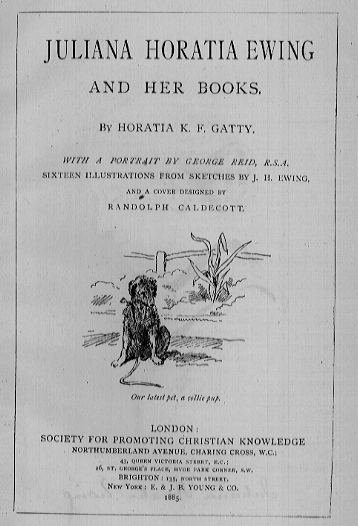 JULIANA HORATIA EWING
AND HER BOOKS.
By HORATIA K. F. GATTY.
WITH A PORTRAIT BY GEORGE REID, R.S.A.
SIXTEEN ILLUSTRATIONS FROM SKETCHES BY J. H. EWING,
AND A COVER DESIGNED BY
RANDOLPH CALDECOTT.
Our latest pet, a collie pup.
LONDON:
SOCIETY FOR PROMOTING CHRISTIAN KNOWLEDGE
NORTHUMBERLAND AVENUE, CHARING CROSS, W.C.;
43, QUEEN VICTORIA STREET, E.C.;
26, ST. GEORGE'S PLACE, HYDE PARK CORNER, S.W.
BRIGHTON: 135, NORTH STREET.
NEW YORK: E. & J. B. YOUNG & CO.
1885.